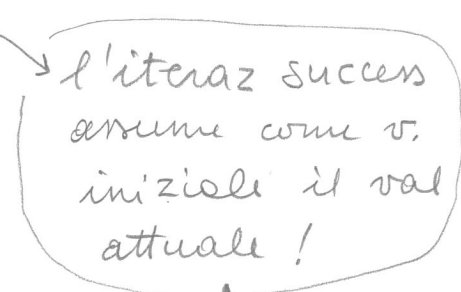 l'iteraz success
assume come v.
iniziale il val
attuale !